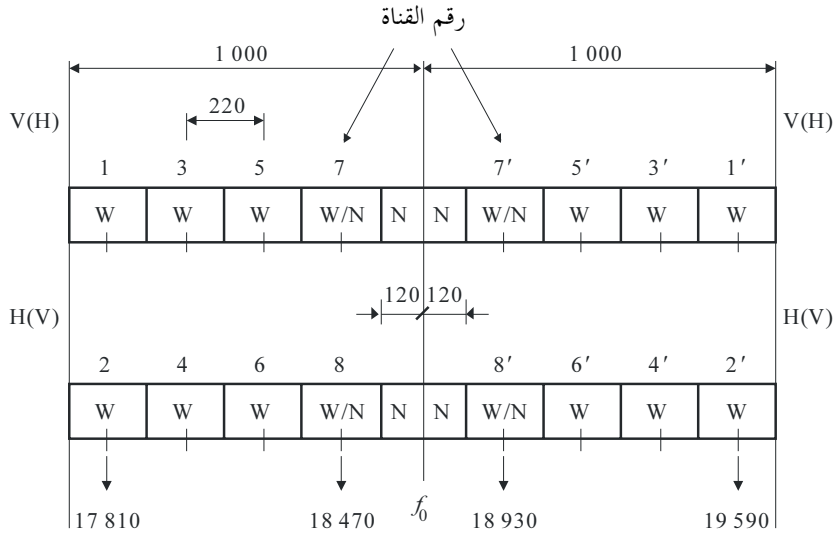 رقم القناة
1 000 1 000
220
V(H) V(H)
1 3 5 7 7′ 5′ 3′ 1′
W W W W/N N N W/N W W W
120 120
H(V) H(V)
2 4 6 8 8′ 6′ 4′ 2′
W W W W/N N N W/N W W W
17 810 18 470 f0 18 930 19 590